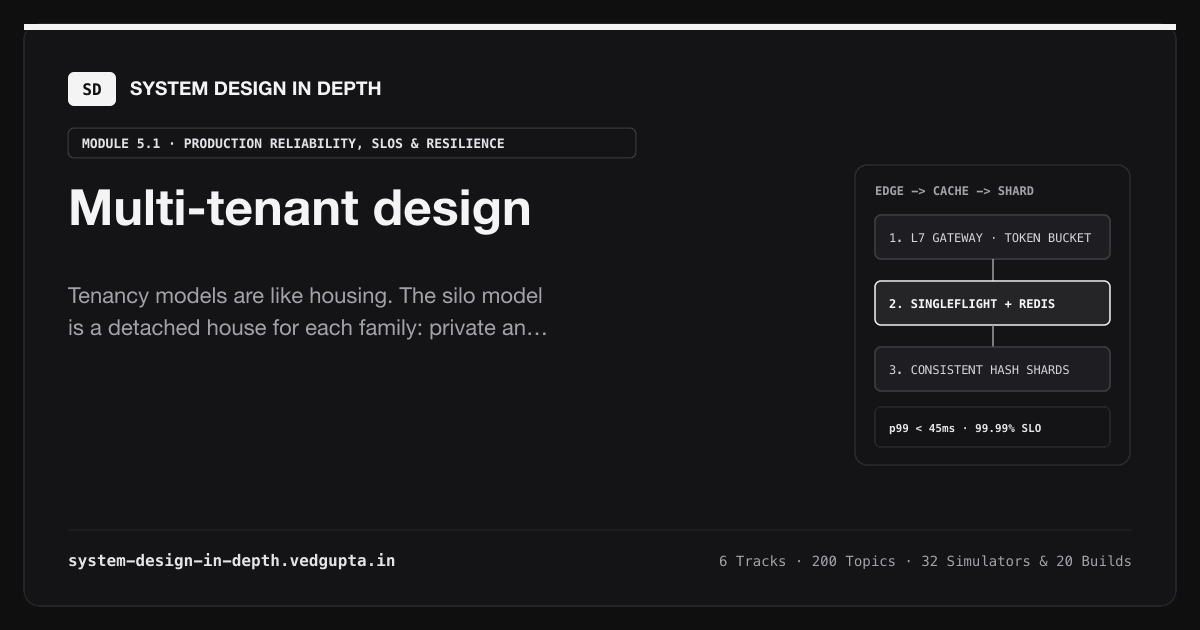 SD SYSTEM DESIGN IN DEPTH
MODULE 5.1 · PRODUCTION RELIABILITY, SLOS & RESILIENCE
Multi-tenant design
Tenancy models are like housing. The silo model
is a detached house for each family: private an…
EDGE —> CACHE —> SHARD
1. L7 GATEWAY · TOKEN BUCKET
2. SINGLEFLIGHT + REDIS
3. CONSISTENT HASH SHARDS
p99 < 45ms · 99.99% SLO
system-design-in-depth.vedgupta.in
6 Tracks · 200 Topics · 32 Simulators & 20 Builds